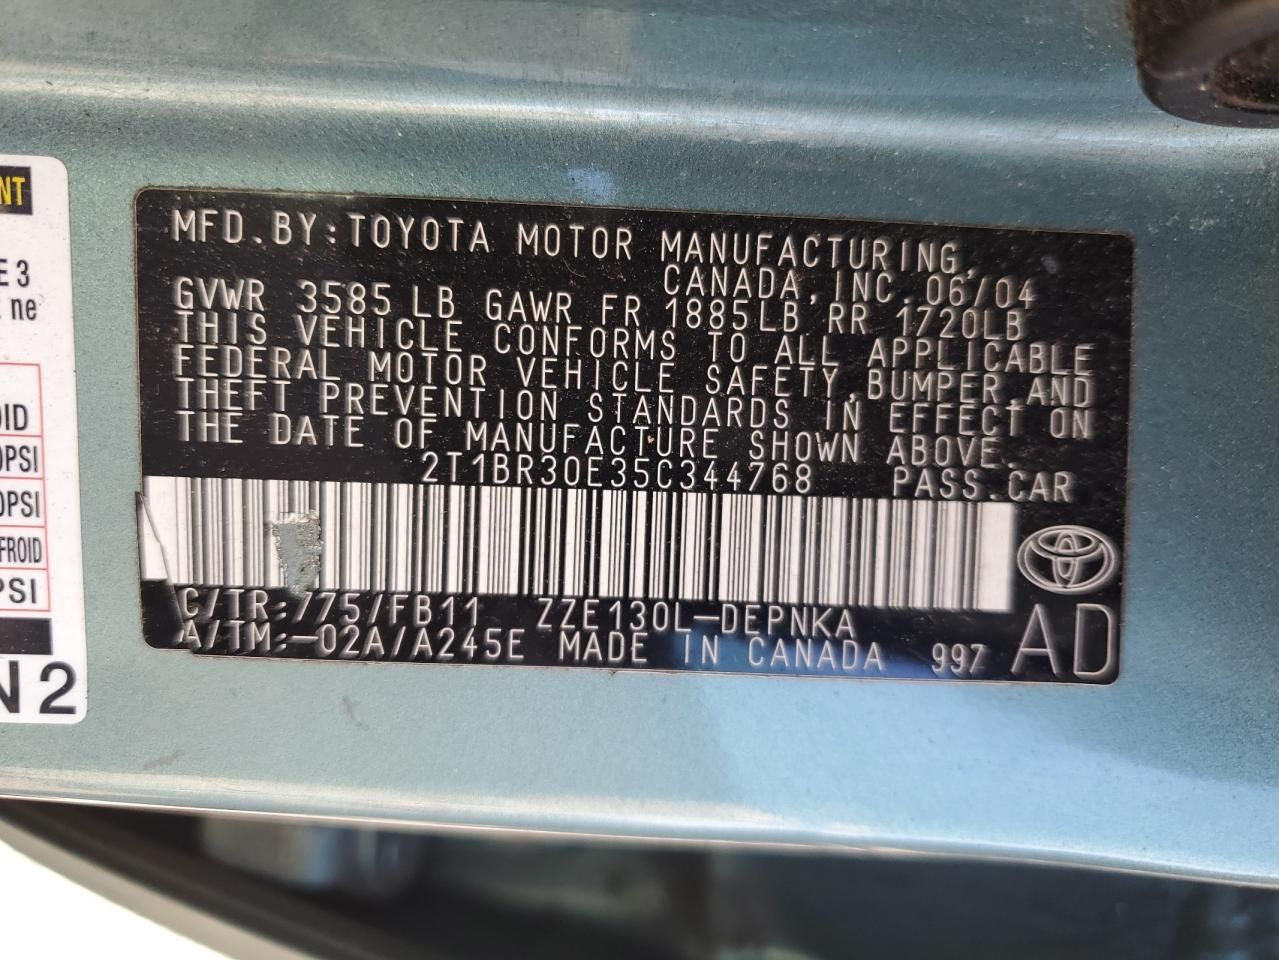 NT
E 3
ne
OID
0PSI
0PSI
FROID
PSI
N2
MFD.BY:TOYOTA MOTOR MANUFACTURING,
CANADA, INC. 06/04
GVWR 3585 LB GAWR FR 1885LB RR 1720LB
THIS VEHICLE CONFORMS TO ALL APPLICABLE
FEDERAL MOTOR VEHICLE SAFETY,BUMPER,AND
THEFT PREVENTION STANDARDS IN EFFECT ON
THE DATE OF MANUFACTURE SHOWN ABOVE.
2T1BR30E35C344768 PASS.CAR
C/TR:775/FB11 ZZE130L-DEPNKA
A/TM:-02A/A245E MADE IN CANADA 997 AD